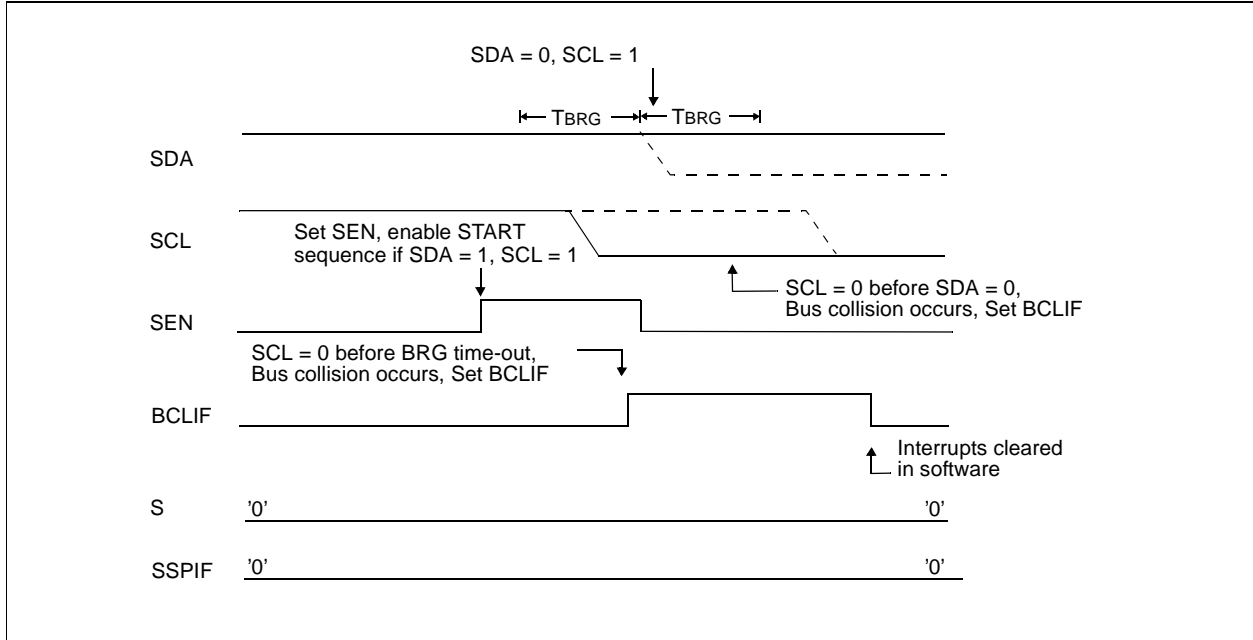 SDA = 0, SCL = 1
TBRG TBRG
SDA
SCL
Set SEN, enable START
sequence if SDA = 1, SCL = 1
SCL = 0 before SDA = 0,
Bus collision occurs, Set BCLIF
SEN
SCL = 0 before BRG time-out,
Bus collision occurs, Set BCLIF
BCLIF
Interrupts cleared
in software
S '0' '0'
SSPIF '0' '0'